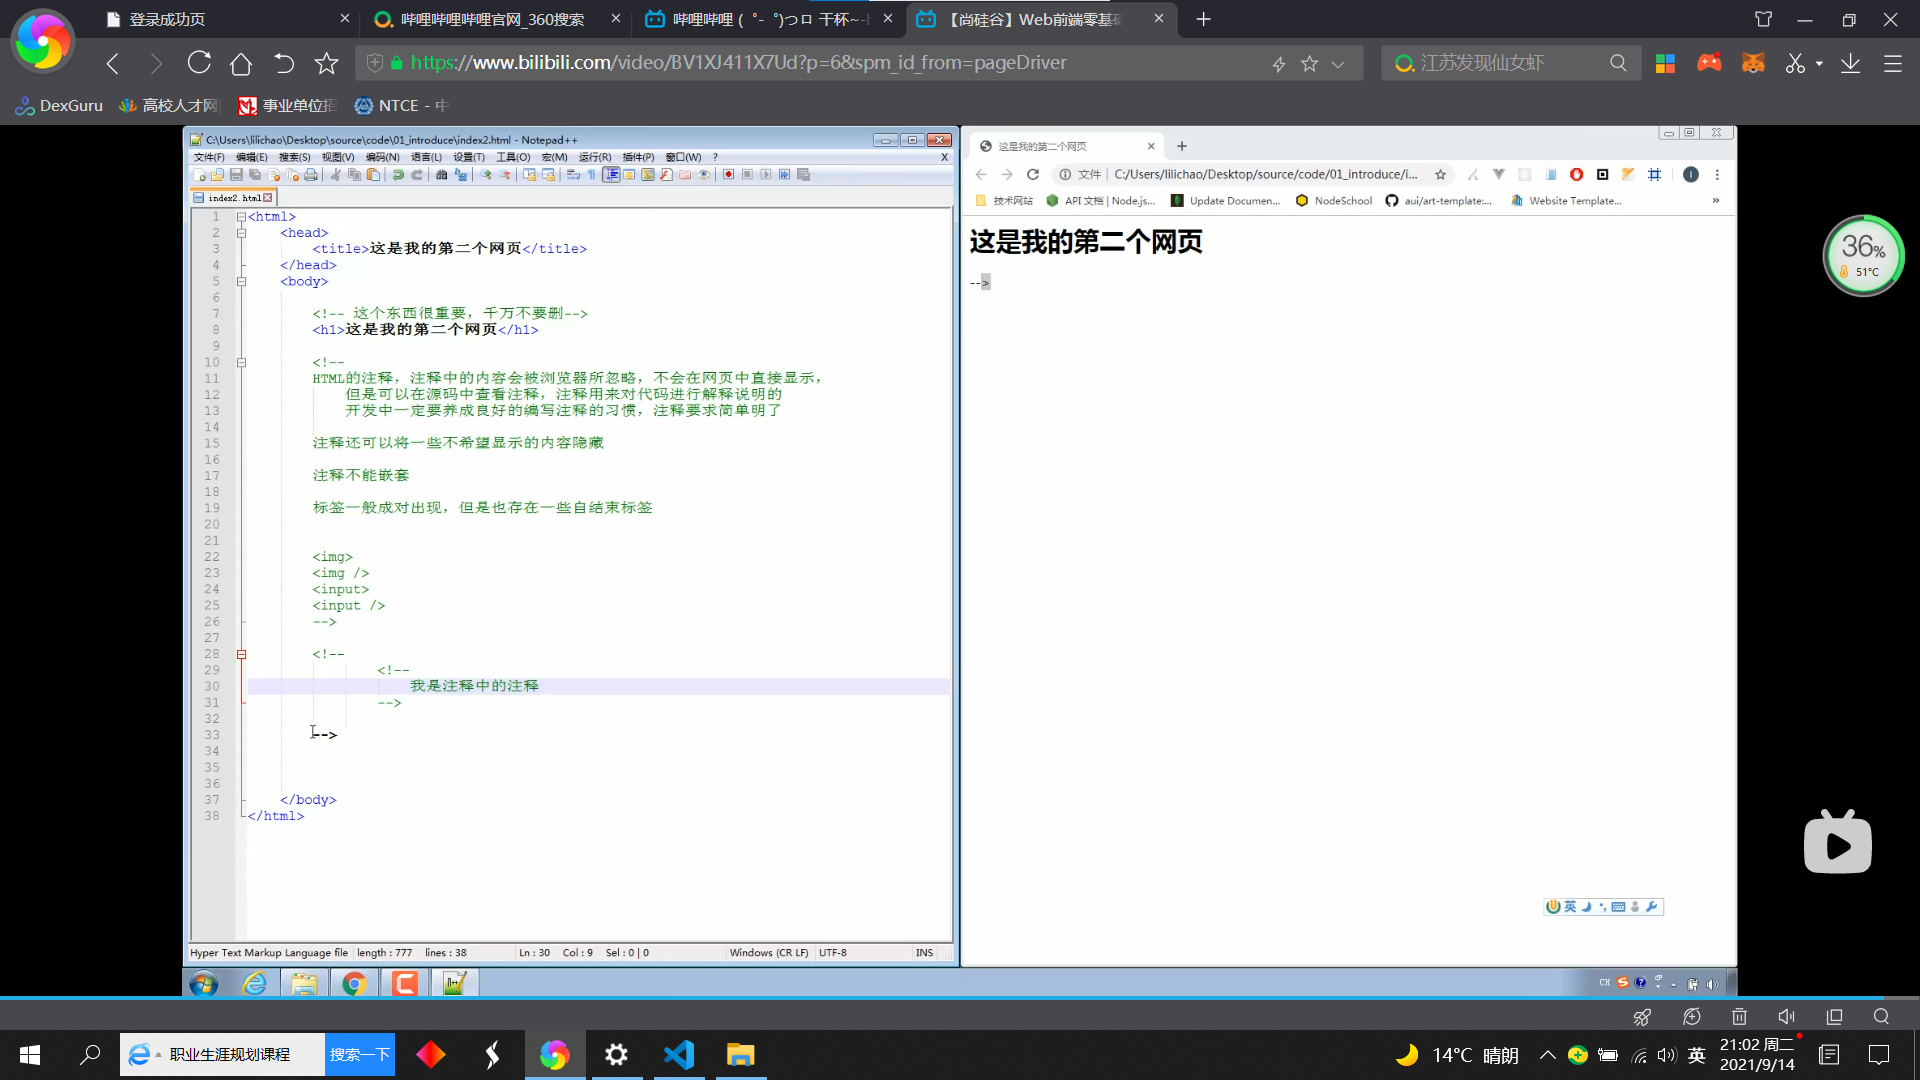 登录成功页
哔哩哔哩哔哩官网_360搜索
哔哩哔哩 (゜-゜)つロ 干杯~-b
【尚硅谷】Web前端零基础
https://www.bilibili.com/video/BV1XJ411X7Ud?p=6&spm_id_from=pageDriver
江苏发现仙女虾
DexGuru
高校人才网
事业单位招
NTCE - 中
C:\Users\lilichao\Desktop\source\code\01_introduce\index2.html - Notepad++
文件(F) 编辑(E) 搜索(S) 视图(V) 编码(N) 语言(L) 设置(T) 工具(O) 宏(M) 运行(R) 插件(P) 窗口(W) ? X
index2.html
1 <html>
2 <head>
3 <title>这是我的第二个网页</title>
4 </head>
5 <body>
6
7 <!-- 这个东西很重要，千万不要删-->
8 <h1>这是我的第二个网页</h1>
9
10 <!--
11 HTML的注释，注释中的内容会被浏览器所忽略，不会在网页中直接显示，
12 但是可以在源码中查看注释，注释用来对代码进行解释说明的
13 开发中一定要养成良好的编写注释的习惯，注释要求简单明了
14
15 注释还可以将一些不希望显示的内容隐藏
16
17 注释不能嵌套
18
19 标签一般成对出现，但是也存在一些自结束标签
20
21
22 <img>
23 <img />
24 <input>
25 <input />
26 -->
27
28 <!--
29 <!--
30 我是注释中的注释
31 -->
32
33 -->
34
35
36
37 </body>
38 </html>
Hyper Text Markup Language file length : 777 lines : 38 Ln : 30 Col : 9 Sel : 0 | 0 Windows (CR LF) UTF-8 INS
这是我的第二个网页
文件 | C:/Users/lilichao/Desktop/source/code/01_introduce/i...
技术网站
API 文档 | Node.js...
Update Documen...
NodeSchool
aui/art-template:...
Website Template...
»
这是我的第二个网页
-->
36%
51°C
英
CH
职业生涯规划课程
搜索一下
14°C 晴朗
英
21:02 周二
2021/9/14